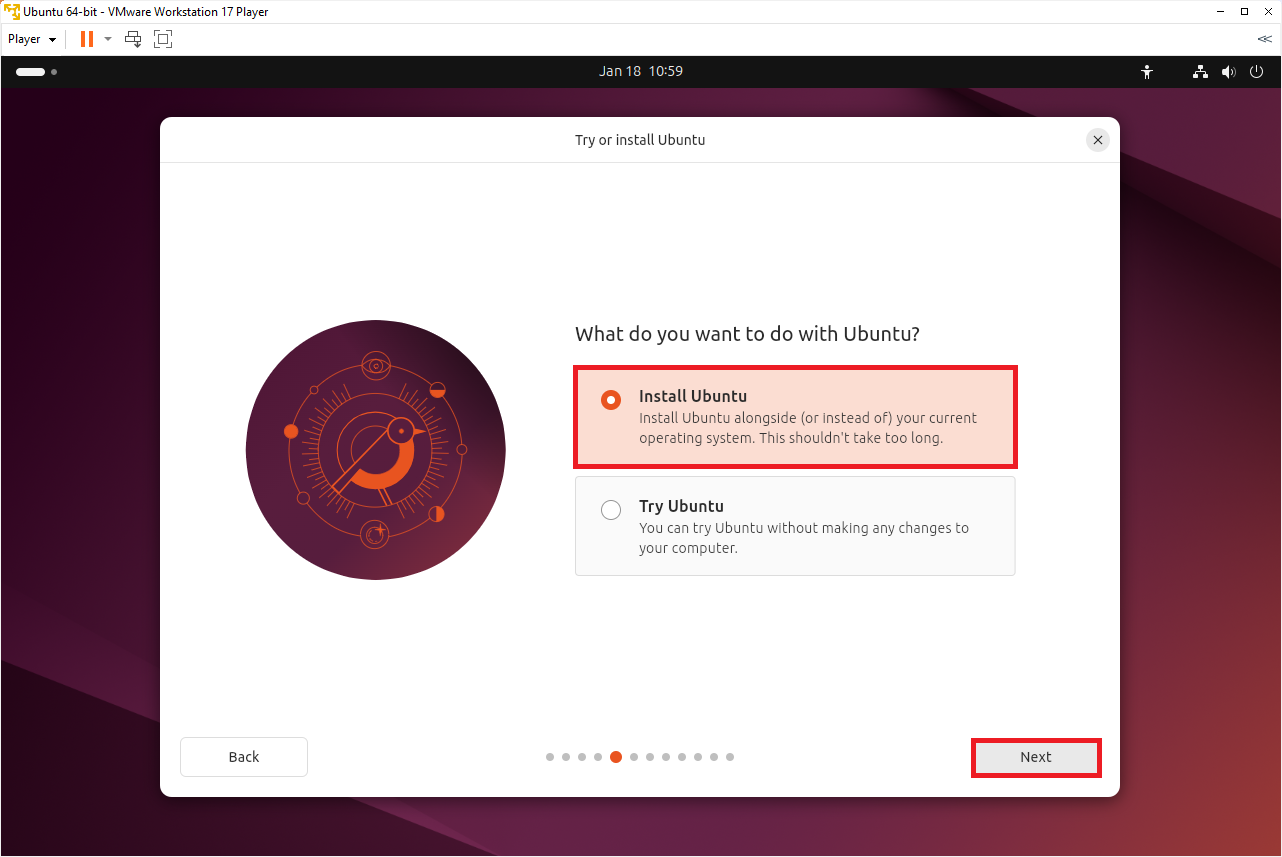 Ubuntu 64-bit - VMware Workstation 17 Player
Player
Jan 18 10:59
Try or install Ubuntu
What do you want to do with Ubuntu?
Install Ubuntu
Install Ubuntu alongside (or instead of) your current
operating system. This shouldn't take too long.
Try Ubuntu
You can try Ubuntu without making any changes to
your computer.
Back
Next